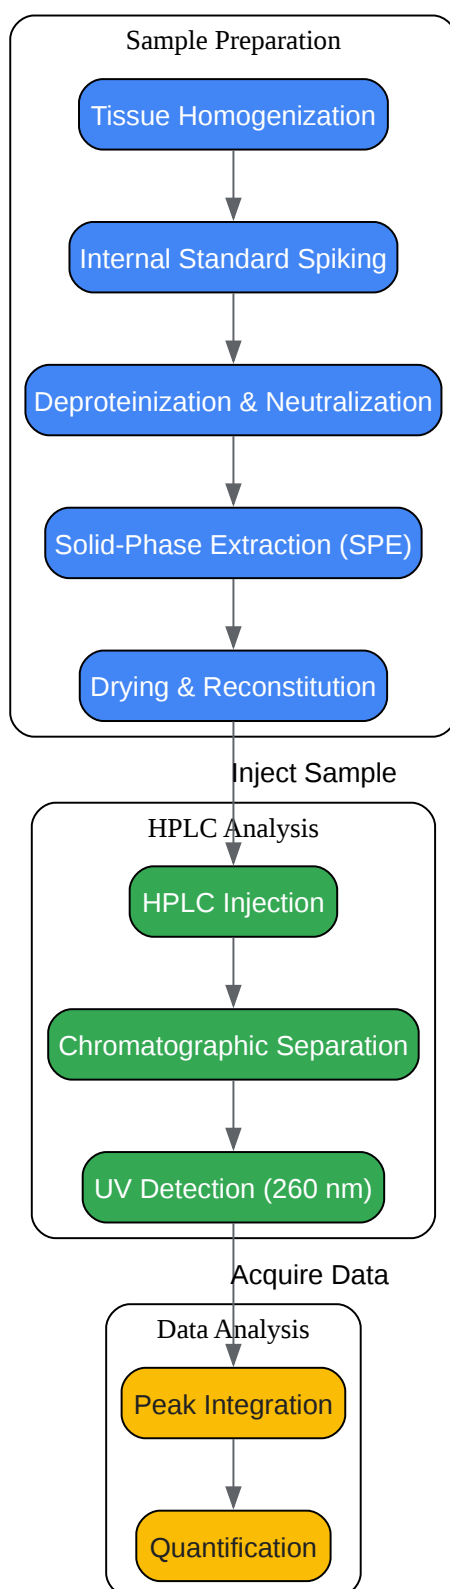 Sample Preparation
Tissue Homogenization
Internal Standard Spiking
Deproteinization & Neutralization
Solid-Phase Extraction (SPE)
Drying & Reconstitution
Inject Sample
HPLC Analysis
HPLC Injection
Chromatographic Separation
UV Detection (260 nm)
Acquire Data
Data Analysis
Peak Integration
Quantification